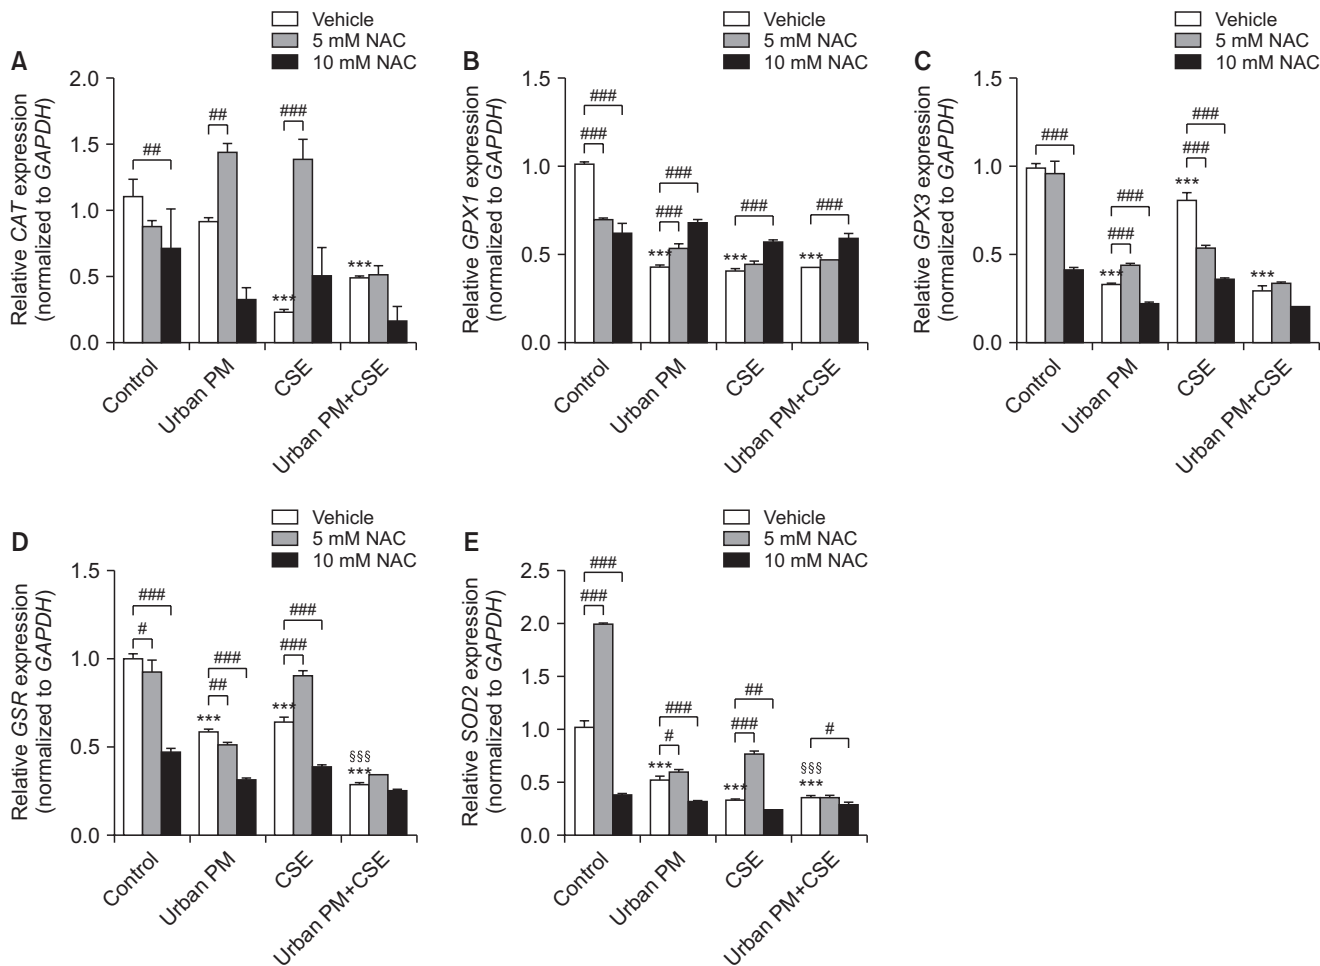 Vehicle
5 mM NAC
10 mM NAC
A
Relative CAT expression
(normalized to GAPDH)
2.0
1.5
1.0
0.5
0.0
##
##
###
***
***
Control
Urban PM
CSE
Urban PM+CSE
Vehicle
5 mM NAC
10 mM NAC
B
Relative GPX1 expression
(normalized to GAPDH)
1.5
1.0
0.5
0.0
###
###
###
###
***
###
***
###
***
Control
Urban PM
CSE
Urban PM+CSE
Vehicle
5 mM NAC
10 mM NAC
C
Relative GPX3 expression
(normalized to GAPDH)
1.5
1.0
0.5
0.0
###
###
###
***
###
###
***
***
Control
Urban PM
CSE
Urban PM+CSE
Vehicle
5 mM NAC
10 mM NAC
D
Relative GSR expression
(normalized to GAPDH)
1.5
1.0
0.5
0.0
###
#
###
##
***
###
###
***
§§§
***
Control
Urban PM
CSE
Urban PM+CSE
Vehicle
5 mM NAC
10 mM NAC
E
Relative SOD2 expression
(normalized to GAPDH)
2.5
2.0
1.5
1.0
0.5
0.0
###
###
###
#
***
##
###
***
#
§§§
***
Control
Urban PM
CSE
Urban PM+CSE